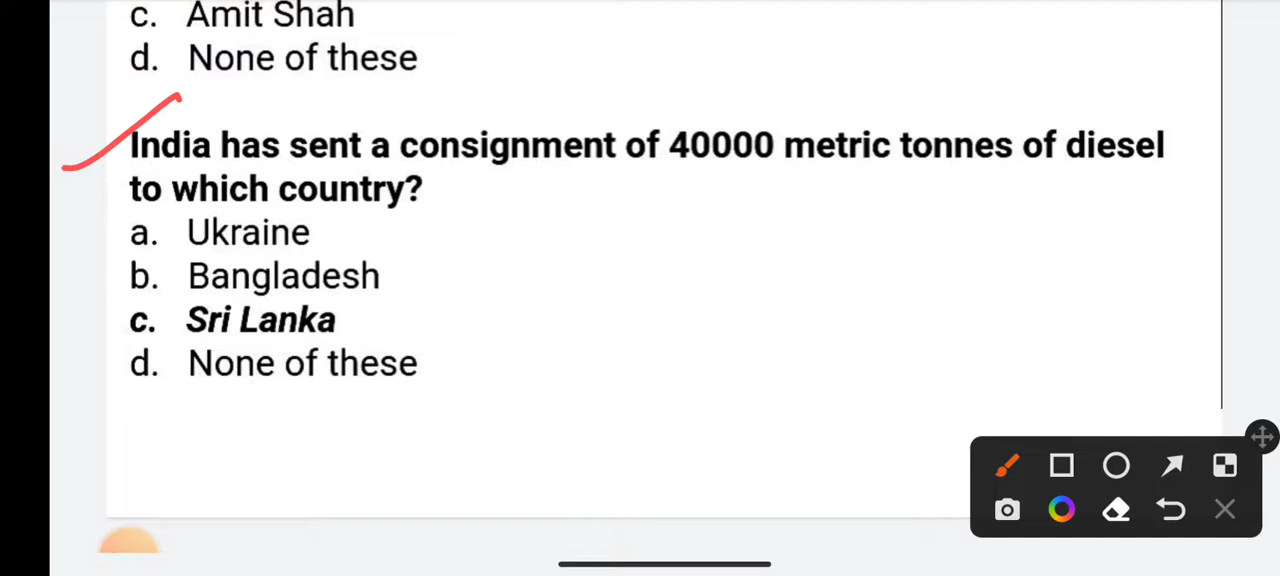 c. Amit Shah
d. None of these
India has sent a consignment of 40000 metric tonnes of diesel
to which country?
a. Ukraine
b. Bangladesh
c. Sri Lanka
d. None of these